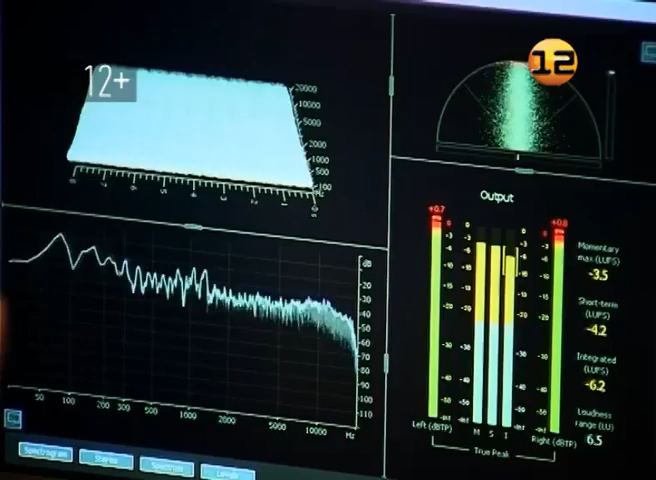 12+
12
20000
10000
5000
2000
1000
500
100
Output
+0.7
+0.8
Momentary
max (LUFS)
-3.5
Short-term
(LUFS)
-4.2
Integrated
(LUFS)
-6.2
Loudness
range (LU)
6.5
Left (dBTP)
M S I
Right (dBTP)
True Peak
dB
-20
-30
-40
-50
-60
-70
-80
-90
-100
-110
50 100 200 300 500 1000 2000 5000 10000 Hz
Spectrogram
Stereo
Spectrum
Levels